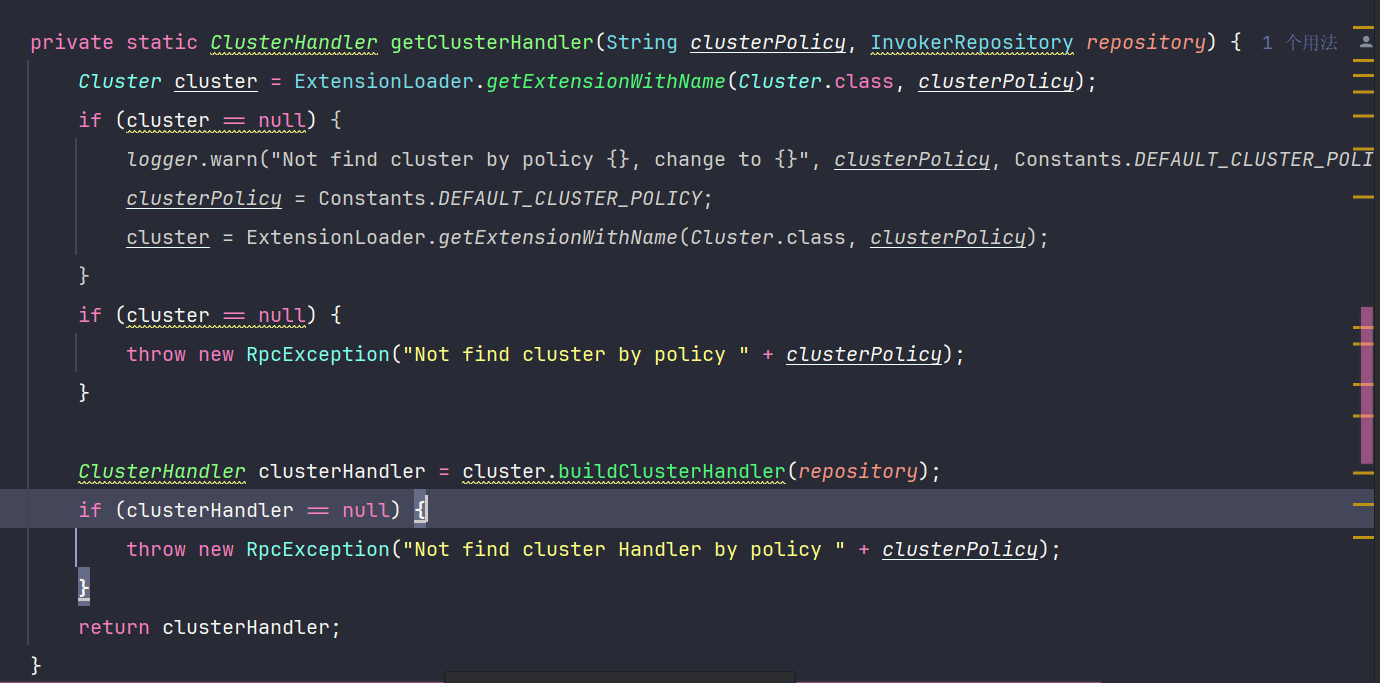 private static ClusterHandler getClusterHandler(String clusterPolicy, InvokerRepository repository) { 1 个用法
Cluster cluster = ExtensionLoader.getExtensionWithName(Cluster.class, clusterPolicy);
if (cluster == null) {
logger.warn("Not find cluster by policy {}, change to {}", clusterPolicy, Constants.DEFAULT_CLUSTER_POLI
clusterPolicy = Constants.DEFAULT_CLUSTER_POLICY;
cluster = ExtensionLoader.getExtensionWithName(Cluster.class, clusterPolicy);
}
if (cluster == null) {
throw new RpcException("Not find cluster by policy " + clusterPolicy);
}
ClusterHandler clusterHandler = cluster.buildClusterHandler(repository);
if (clusterHandler == null) {
throw new RpcException("Not find cluster Handler by policy " + clusterPolicy);
}
return clusterHandler;
}